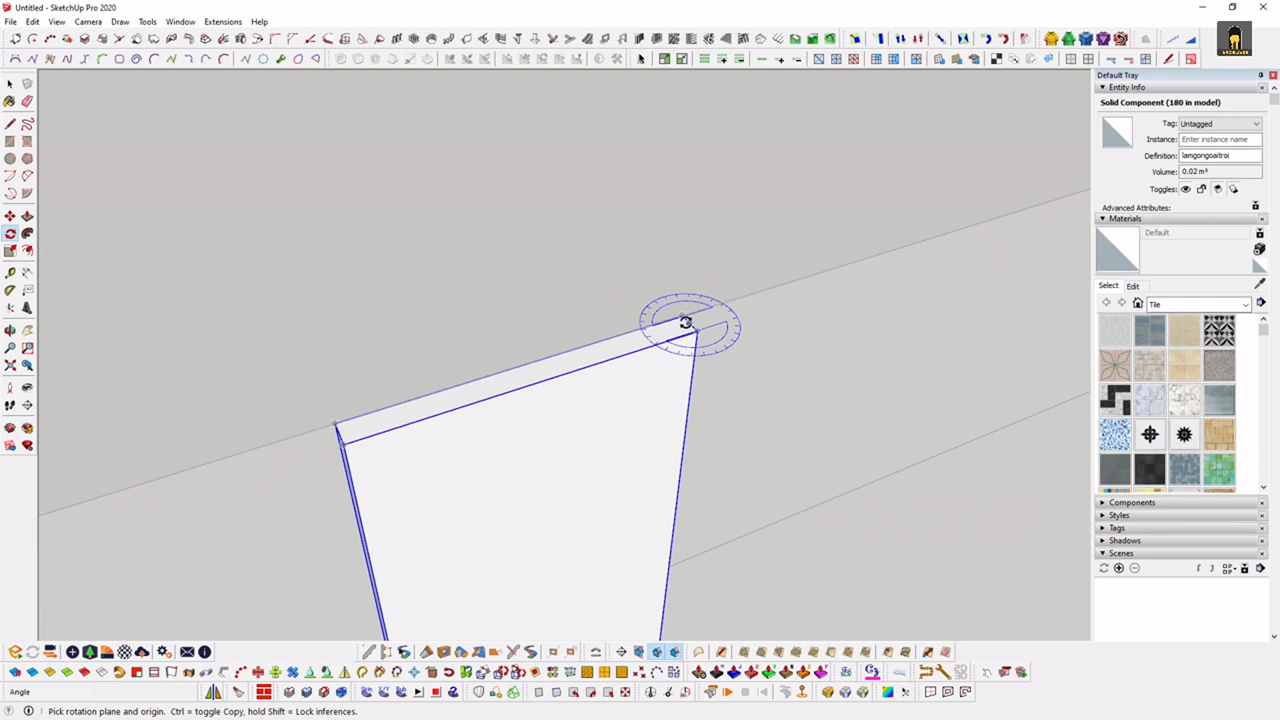 Untitled - SketchUp Pro 2020
File Edit View Camera Draw Tools Window Extensions Help
Default Tray
Entity Info
Solid Component (180 in model)
Tag: Untagged
Instance: Enter instance name
Definition: lamgongoaitroi
Volume: 0.02 m³
Toggles:
Advanced Attributes:
Materials
Default
Select Edit
Tile
Components
Styles
Tags
Shadows
Scenes
Angle
Pick rotation plane and origin. Ctrl = toggle Copy, hold Shift = Lock inferences.